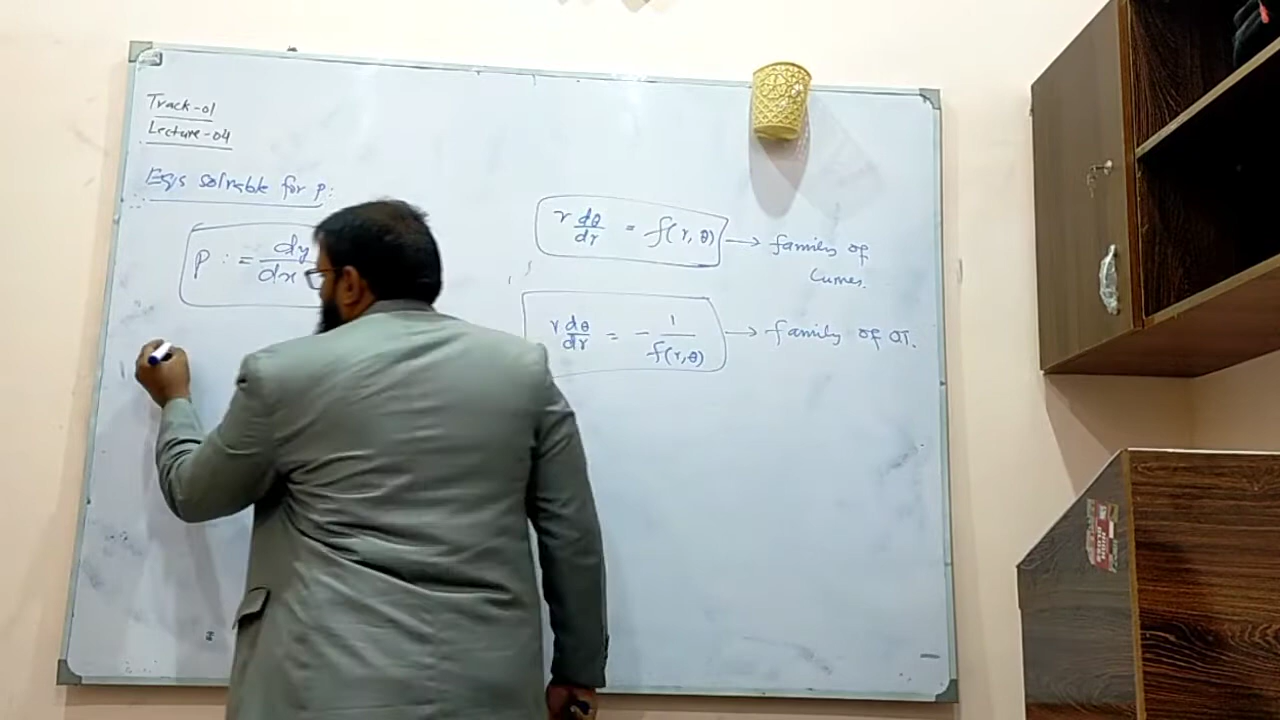 Track-01
Lecture-04
Eq/s solvable for p:
p := dy/dx
r dθ/dr = f(r, θ) → family of
Curves.
r dθ/dr = - 1/f(r,θ) → family of OT.